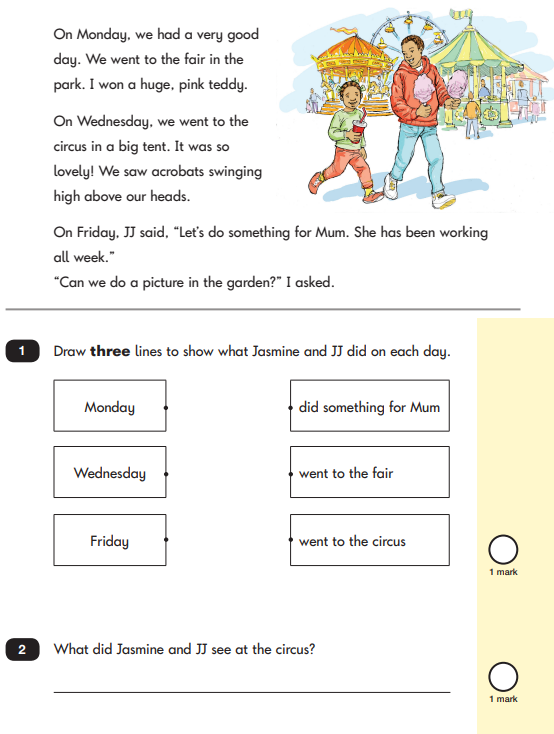 On Monday, we had a very good
day. We went to the fair in the
park. I won a huge, pink teddy.
On Wednesday, we went to the
circus in a big tent. It was so
lovely! We saw acrobats swinging
high above our heads.
On Friday, JJ said, “Let’s do something for Mum. She has been working
all week.”
“Can we do a picture in the garden?” I asked.
1 Draw three lines to show what Jasmine and JJ did on each day.
Monday
did something for Mum
Wednesday
went to the fair
Friday
went to the circus
1 mark
2 What did Jasmine and JJ see at the circus?
1 mark